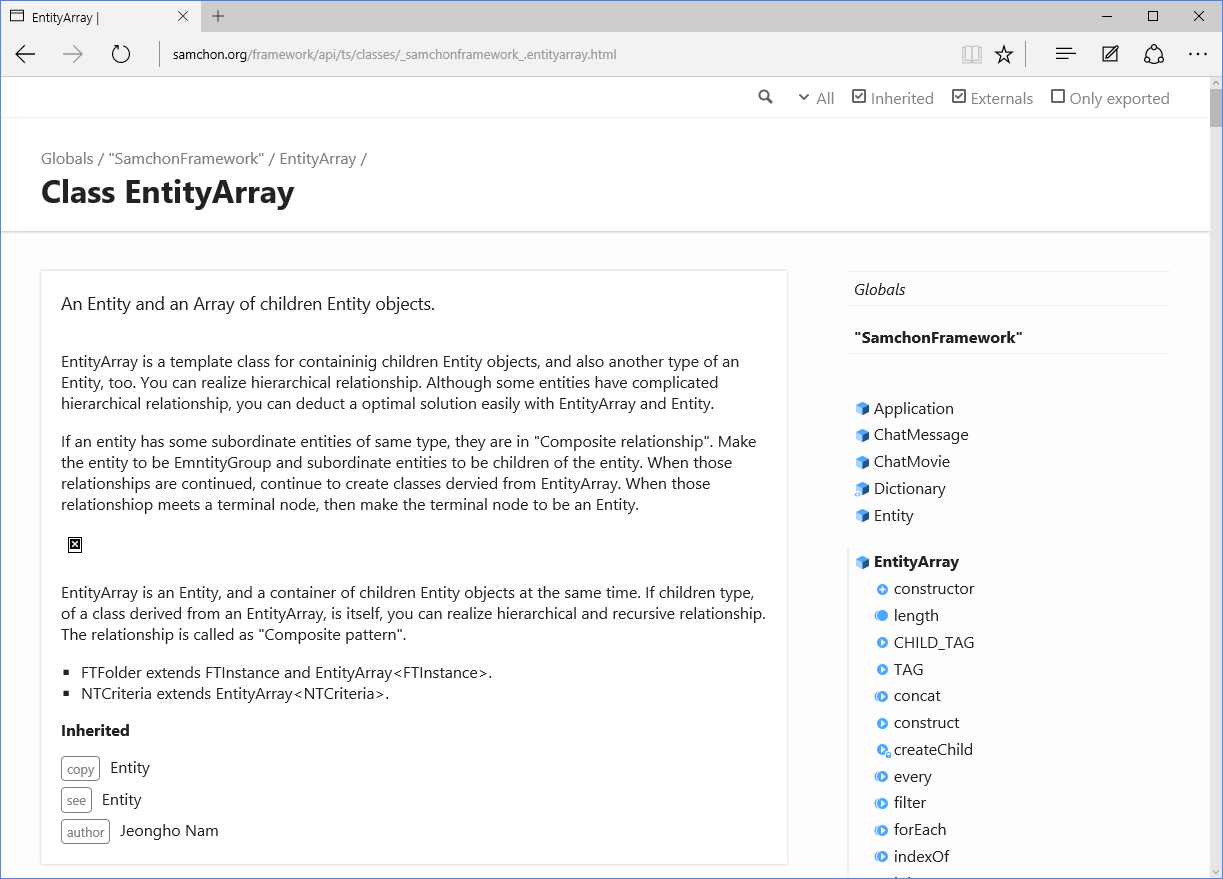 EntityArray |
samchon.org/framework/api/ts/classes/_samchonframework_.entityarray.html
All
Inherited
Externals
Only exported
Globals / "SamchonFramework" / EntityArray /
Class EntityArray
An Entity and an Array of children Entity objects.
EntityArray is a template class for containinig children Entity objects, and also another type of an
Entity, too. You can realize hierarchical relationship. Although some entities have complicated
hierarchical relationship, you can deduct a optimal solution easily with EntityArray and Entity.
If an entity has some subordinate entities of same type, they are in "Composite relationship". Make
the entity to be EmntityGroup and subordinate entities to be children of the entity. When those
relationships are continued, continue to create classes dervied from EntityArray. When those
relationshiop meets a terminal node, then make the terminal node to be an Entity.
EntityArray is an Entity, and a container of children Entity objects at the same time. If children type,
of a class derived from an EntityArray, is itself, you can realize hierarchical and recursive relationship.
The relationship is called as "Composite pattern".
FTFolder extends FTInstance and EntityArray<FTInstance>.
NTCriteria extends EntityArray<NTCriteria>.
Inherited
copy Entity
see Entity
author Jeongho Nam
Globals
"SamchonFramework"
Application
ChatMessage
ChatMovie
Dictionary
Entity
EntityArray
constructor
length
CHILD_TAG
TAG
concat
construct
createChild
every
filter
forEach
indexOf